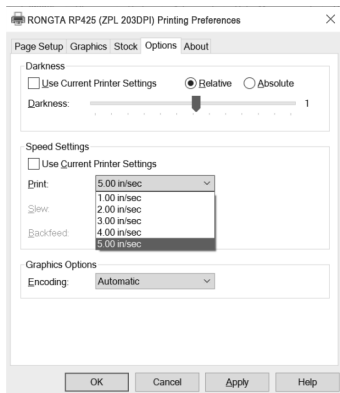 RONGTA RP425 (ZPL 203DPI) Printing Preferences
Page Setup Graphics Stock Options About
Darkness
Use Current Printer Settings Relative Absolute
Darkness: 1
Speed Settings
Use Current Printer Settings
Print: 5.00 in/sec
1.00 in/sec
Slew: 2.00 in/sec
3.00 in/sec
Backfeed: 4.00 in/sec
5.00 in/sec
Graphics Options
Encoding: Automatic
OK Cancel Apply Help